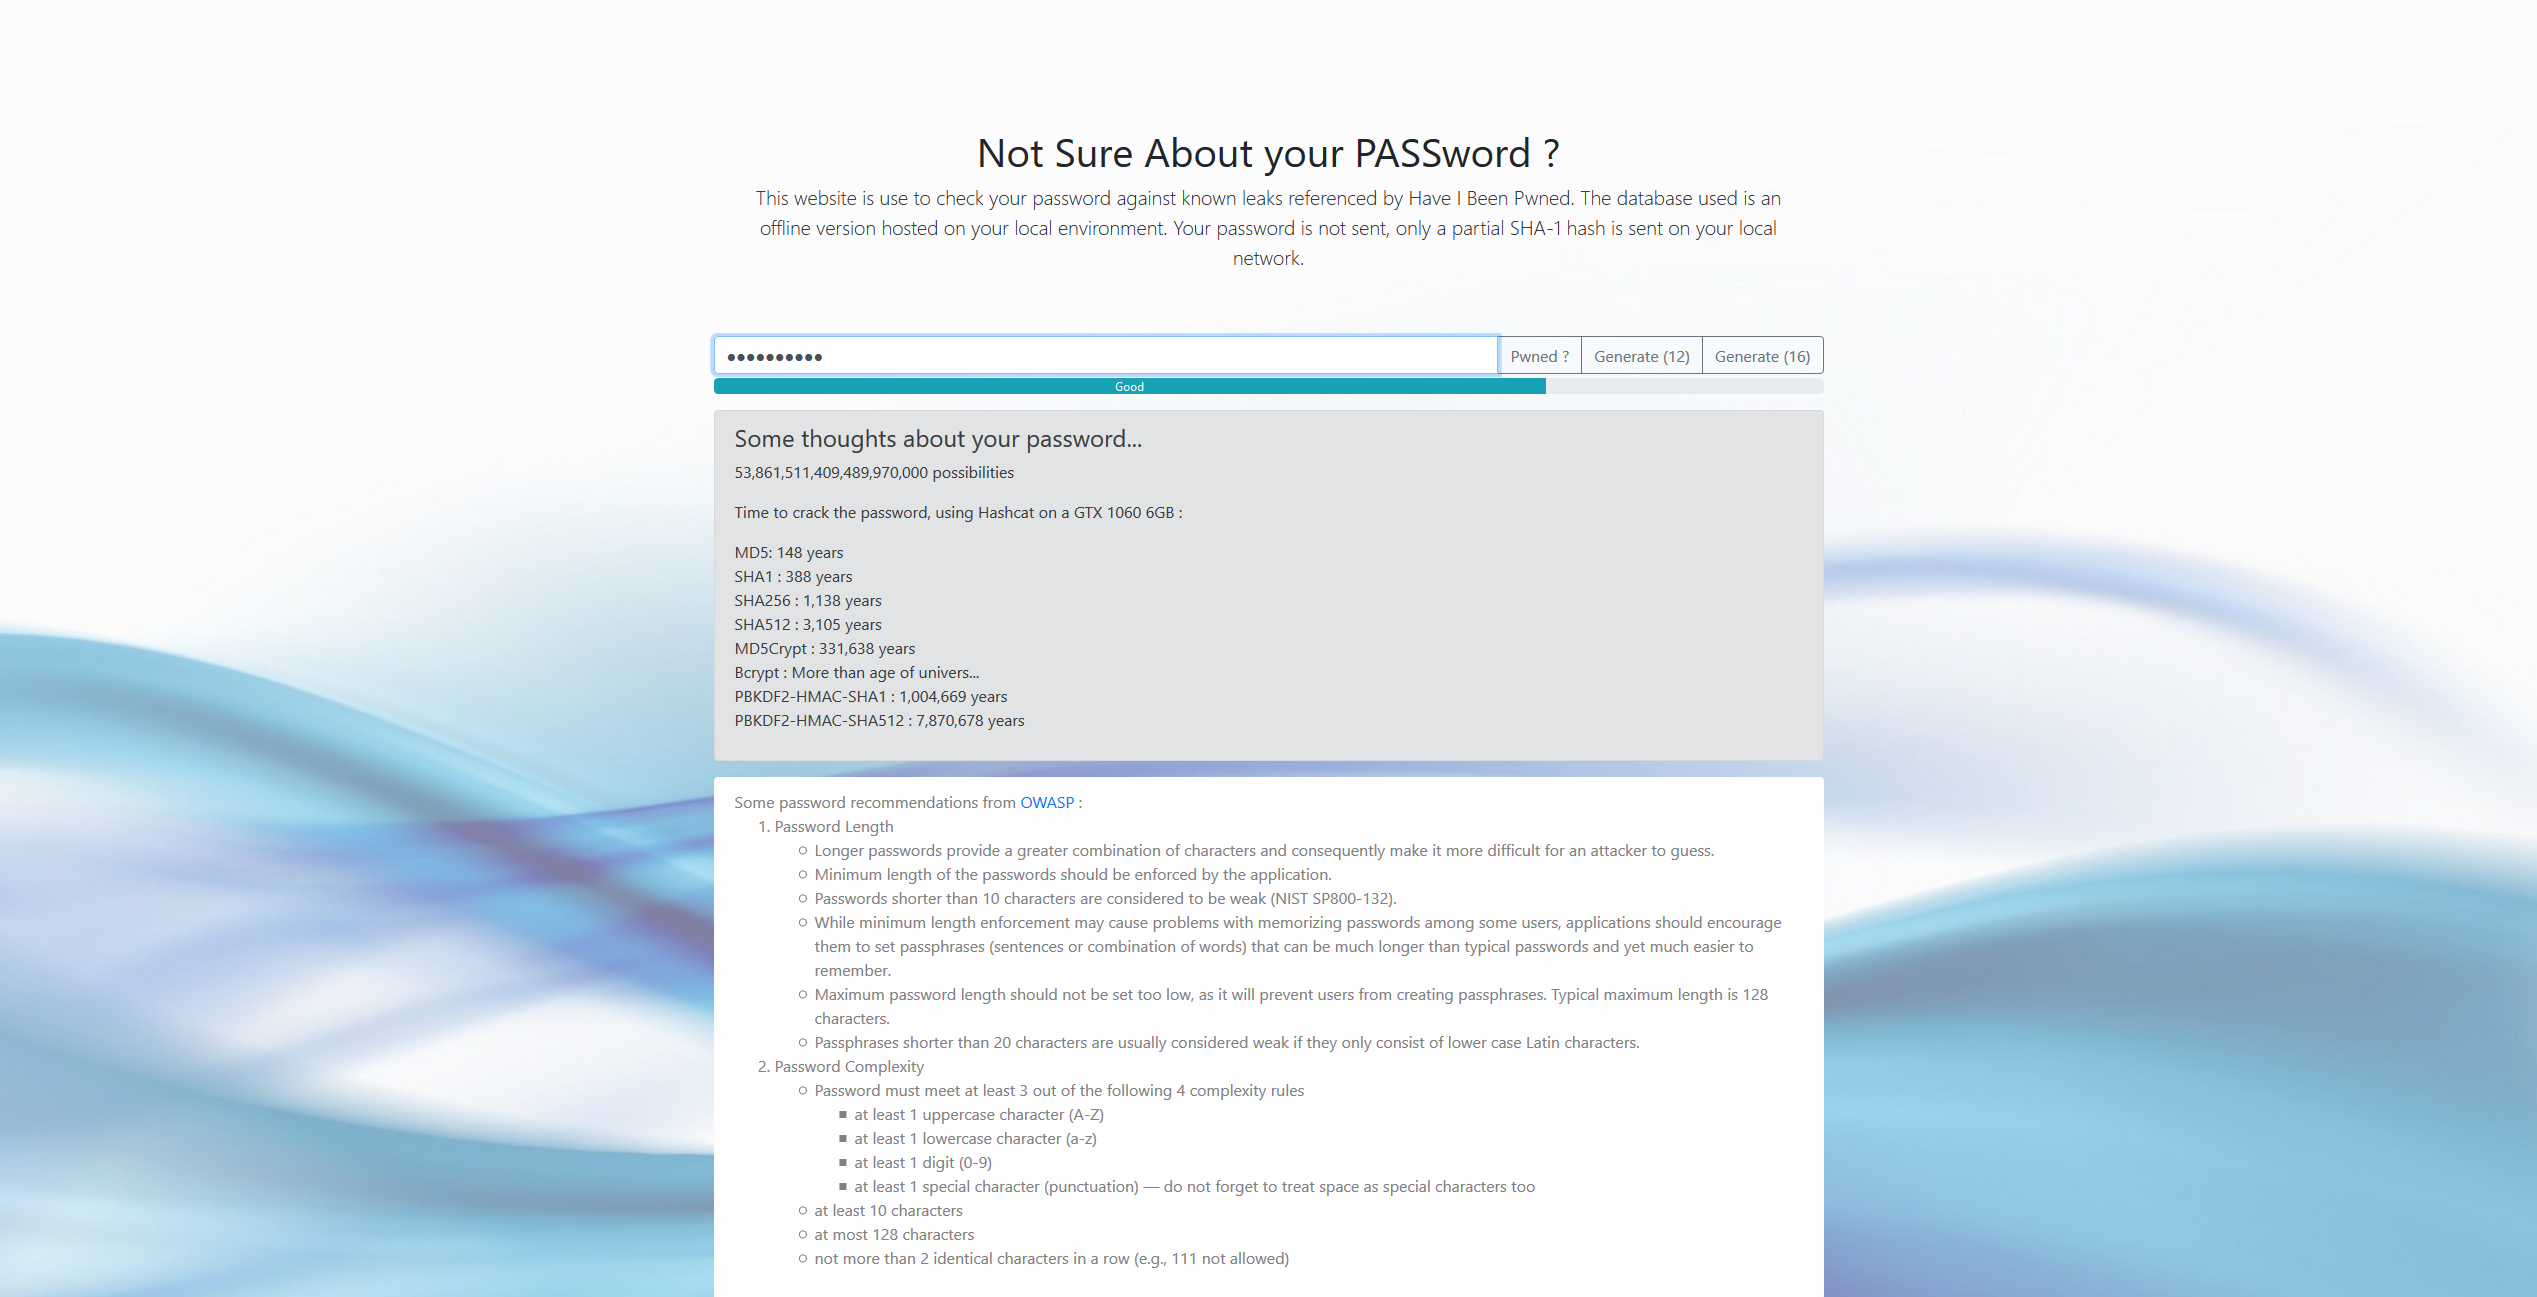 Not Sure About your PASSword ?
This website is use to check your password against known leaks referenced by Have I Been Pwned. The database used is an
offline version hosted on your local environment. Your password is not sent, only a partial SHA-1 hash is sent on your local
network.
●●●●●●●●●● Pwned ? Generate (12) Generate (16)
Good
Some thoughts about your password...
53,861,511,409,489,970,000 possibilities
Time to crack the password, using Hashcat on a GTX 1060 6GB :
MD5: 148 years
SHA1 : 388 years
SHA256 : 1,138 years
SHA512 : 3,105 years
MD5Crypt : 331,638 years
Bcrypt : More than age of univers...
PBKDF2-HMAC-SHA1 : 1,004,669 years
PBKDF2-HMAC-SHA512 : 7,870,678 years
Some password recommendations from OWASP :
1. Password Length
Longer passwords provide a greater combination of characters and consequently make it more difficult for an attacker to guess.
Minimum length of the passwords should be enforced by the application.
Passwords shorter than 10 characters are considered to be weak (NIST SP800-132).
While minimum length enforcement may cause problems with memorizing passwords among some users, applications should encourage
them to set passphrases (sentences or combination of words) that can be much longer than typical passwords and yet much easier to
remember.
Maximum password length should not be set too low, as it will prevent users from creating passphrases. Typical maximum length is 128
characters.
Passphrases shorter than 20 characters are usually considered weak if they only consist of lower case Latin characters.
2. Password Complexity
Password must meet at least 3 out of the following 4 complexity rules
at least 1 uppercase character (A-Z)
at least 1 lowercase character (a-z)
at least 1 digit (0-9)
at least 1 special character (punctuation) — do not forget to treat space as special characters too
at least 10 characters
at most 128 characters
not more than 2 identical characters in a row (e.g., 111 not allowed)